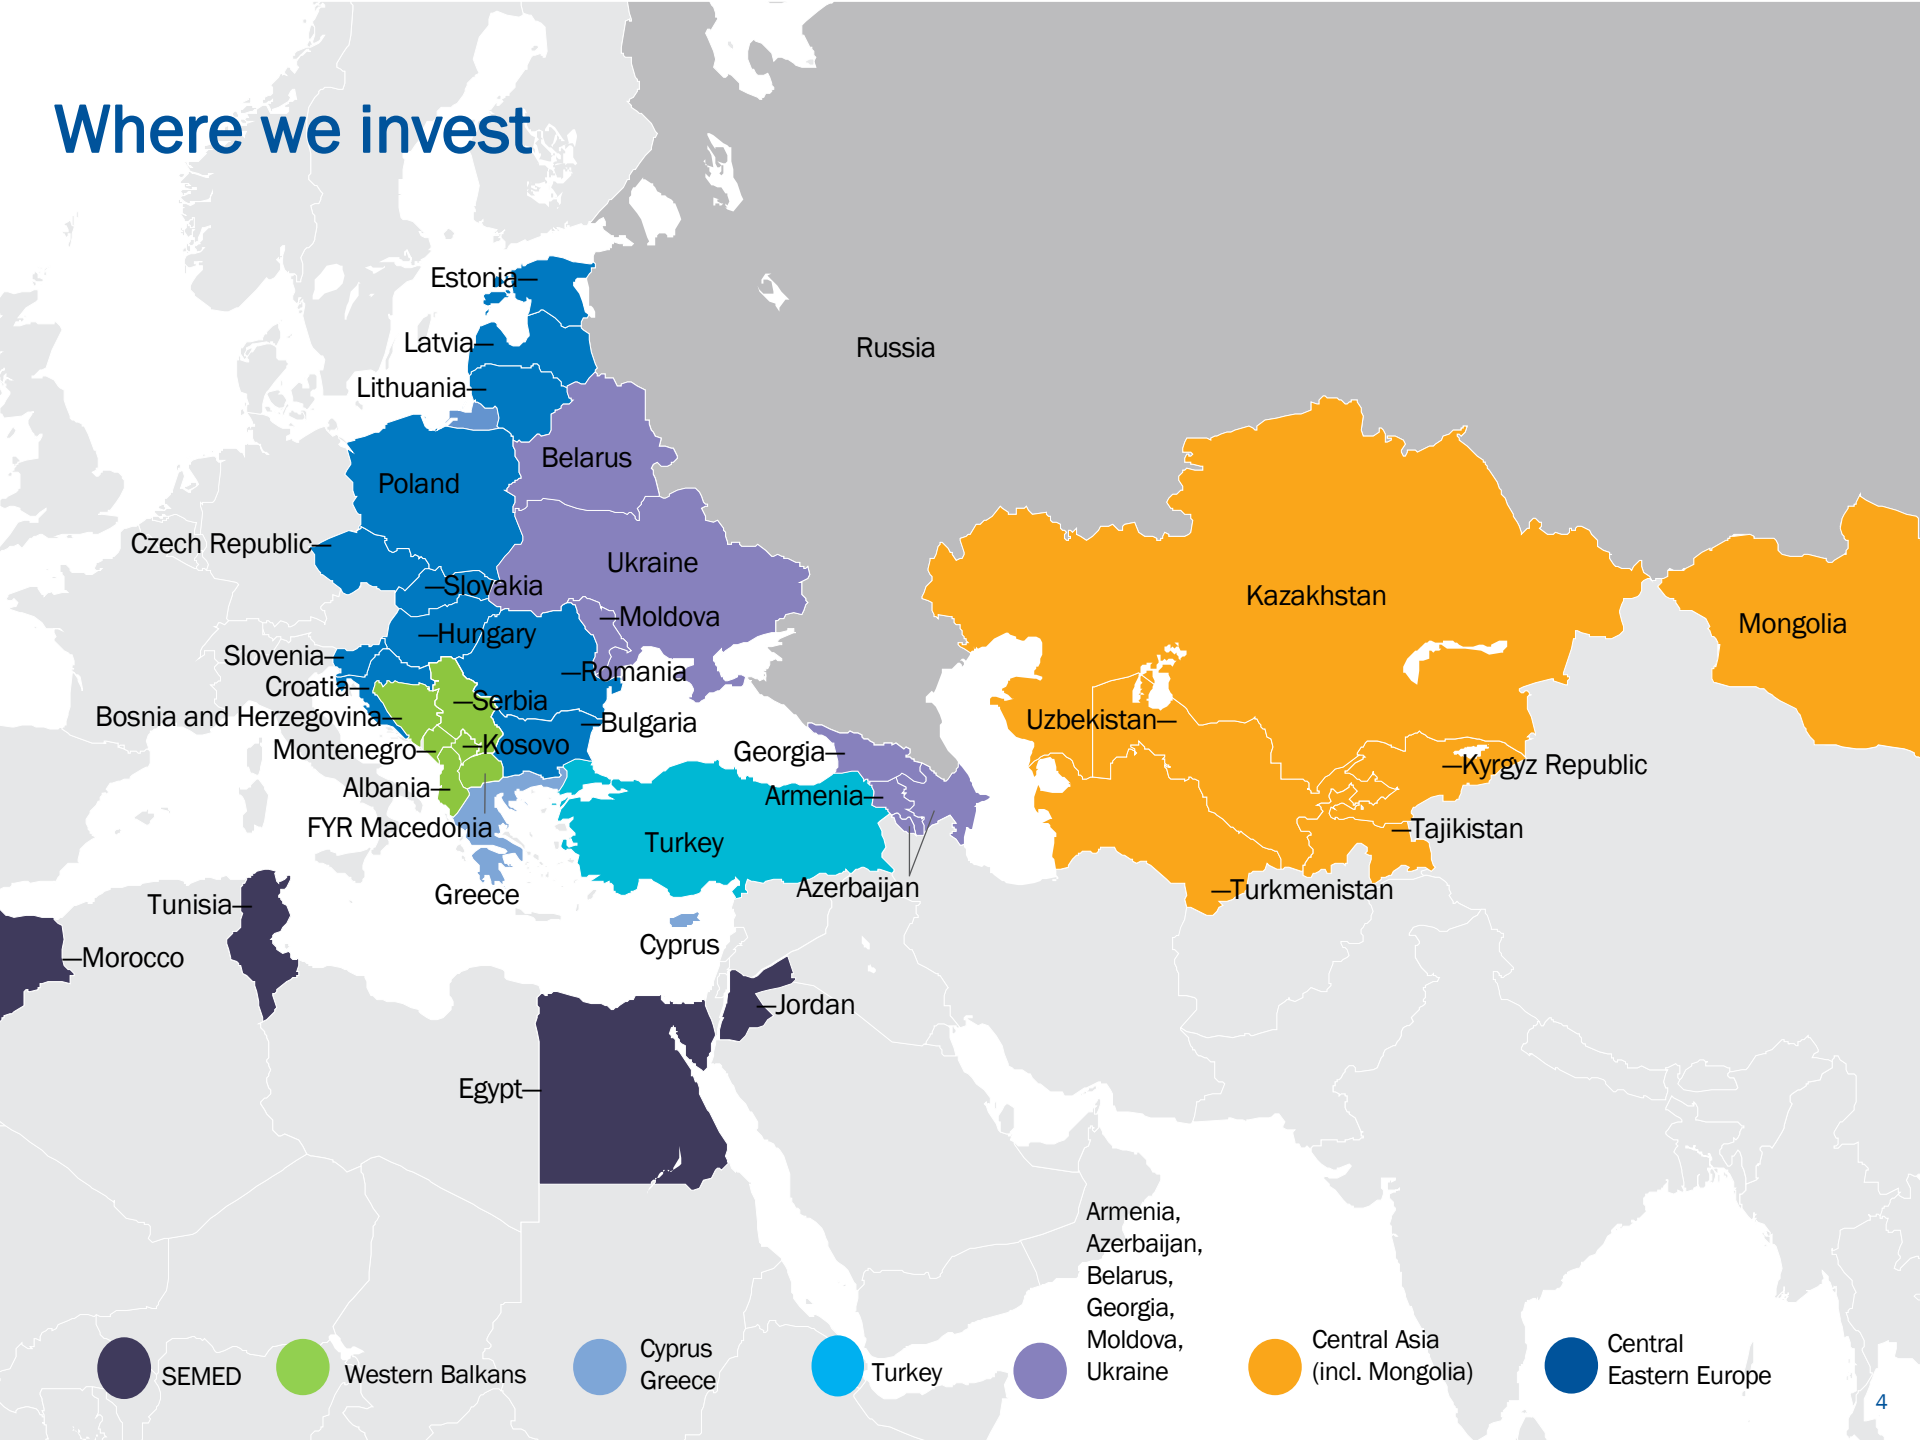 Where we invest
Estonia
Latvia
Russia
Lithuania
Belarus
Poland
Czech Republic
Ukraine
Slovakia
Kazakhstan
Moldova
Mongolia
Hungary
Slovenia
Romania
Croatia
Serbia
Bosnia and Herzegovina
Uzbekistan
Bulgaria
Kosovo
Montenegro
Georgia
Kyrgyz Republic
Albania
Armenia
FYR Macedonia
Tajikistan
Turkey
Azerbaijan
Turkmenistan
Greece
Tunisia
Cyprus
Morocco
Jordan
Egypt
SEMED
Western Balkans
Cyprus
Greece
Turkey
Armenia,
Azerbaijan,
Belarus,
Georgia,
Moldova,
Ukraine
Central Asia
(incl. Mongolia)
Central
Eastern Europe
4